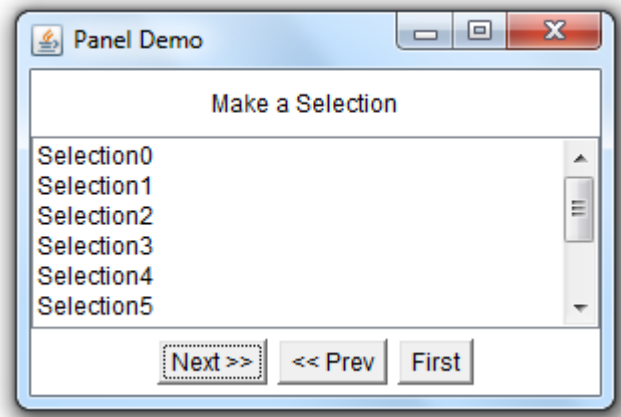 Panel Demo
Make a Selection
Selection0
Selection1
Selection2
Selection3
Selection4
Selection5
Next >> << Prev First